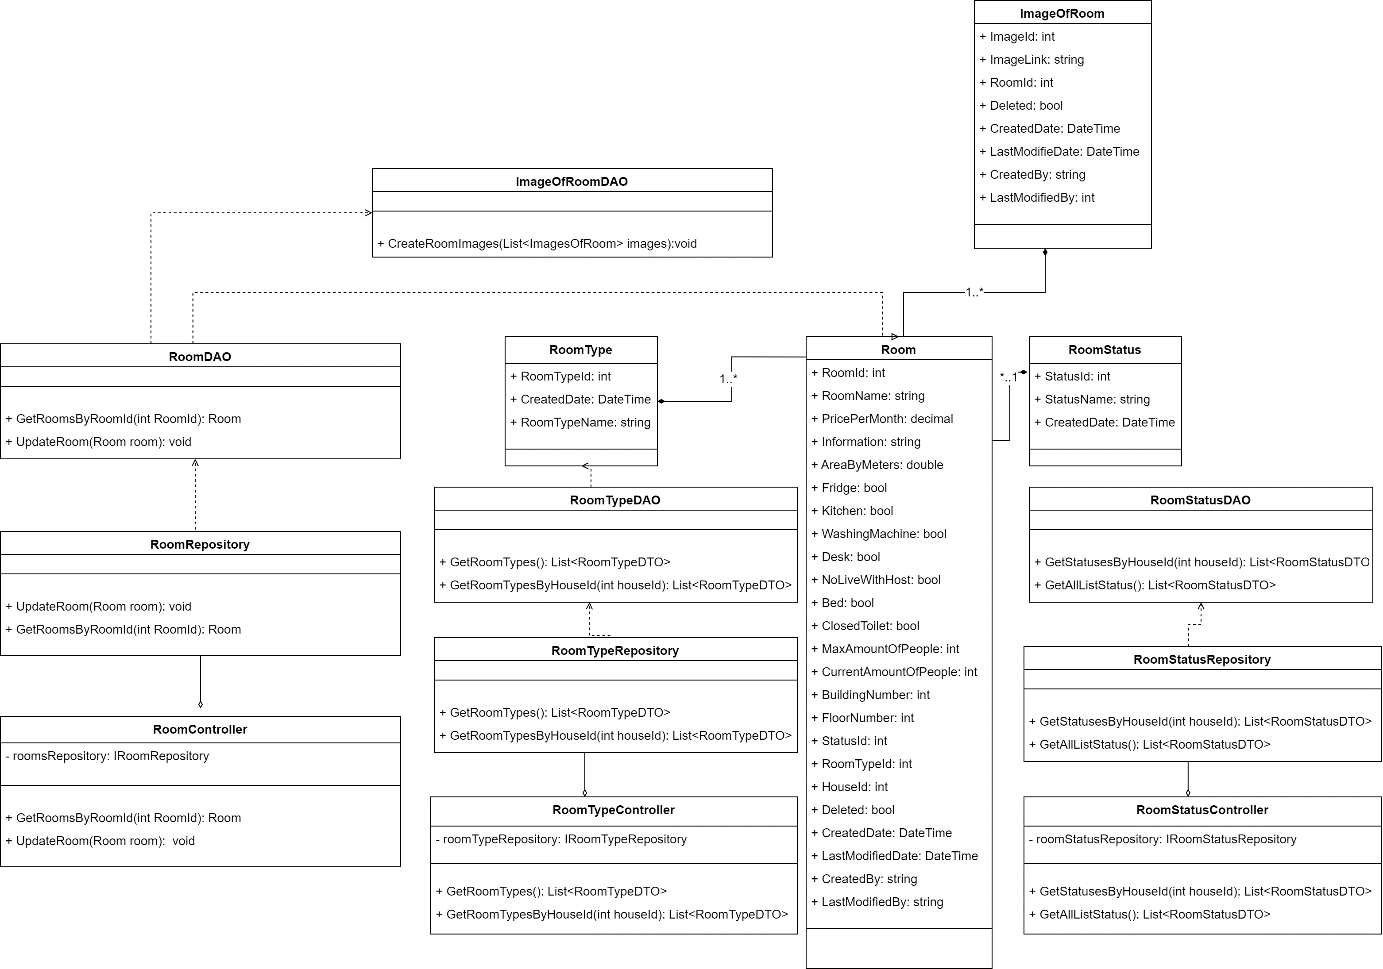 ImageOfRoom
+ ImageId: int
+ ImageLink: string
+ RoomId: int
+ Deleted: bool
+ CreatedDate: DateTime
+ LastModifieDate: DateTime
+ CreatedBy: string
+ LastModifiedBy: int
ImageOfRoomDAO
+ CreateRoomImages(List<ImagesOfRoom> images):void
1..*
RoomDAO
+ GetRoomsByRoomId(int RoomId): Room
+ UpdateRoom(Room room): void
RoomType
+ RoomTypeId: int
+ CreatedDate: DateTime
+ RoomTypeName: string
1..*
Room
+ RoomId: int
+ RoomName: string
+ PricePerMonth: decimal
+ Information: string
+ AreaByMeters: double
+ Fridge: bool
+ Kitchen: bool
+ WashingMachine: bool
+ Desk: bool
+ NoLiveWithHost: bool
+ Bed: bool
+ ClosedToilet: bool
+ MaxAmountOfPeople: int
+ CurrentAmountOfPeople: int
+ BuildingNumber: int
+ FloorNumber: int
+ StatusId: int
+ RoomTypeId: int
+ HouseId: int
+ Deleted: bool
+ CreatedDate: DateTime
+ LastModifiedDate: DateTime
+ CreatedBy: string
+ LastModifiedBy: string
*..1
RoomStatus
+ StatusId: int
+ StatusName: string
+ CreatedDate: DateTime
RoomTypeDAO
+ GetRoomTypes(): List<RoomTypeDTO>
+ GetRoomTypesByHouseId(int houseId): List<RoomTypeDTO>
RoomStatusDAO
+ GetStatusesByHouseId(int houseId): List<RoomStatusDTO
+ GetAllListStatus(): List<RoomStatusDTO>
RoomRepository
+ UpdateRoom(Room room): void
+ GetRoomsByRoomId(int RoomId): Room
RoomTypeRepository
+ GetRoomTypes(): List<RoomTypeDTO>
+ GetRoomTypesByHouseId(int houseId): List<RoomTypeDTO>
RoomStatusRepository
+ GetStatusesByHouseId(int houseId): List<RoomStatusDTO>
+ GetAllListStatus(): List<RoomStatusDTO>
RoomController
- roomsRepository: IRoomRepository
+ GetRoomsByRoomId(int RoomId): Room
+ UpdateRoom(Room room): void
RoomTypeController
- roomTypeRepository: IRoomTypeRepository
+ GetRoomTypes(): List<RoomTypeDTO>
+ GetRoomTypesByHouseId(int houseId): List<RoomTypeDTO>
RoomStatusController
- roomStatusRepository: IRoomStatusRepository
+ GetStatusesByHouseId(int houseId): List<RoomStatusDTO>
+ GetAllListStatus(): List<RoomStatusDTO>